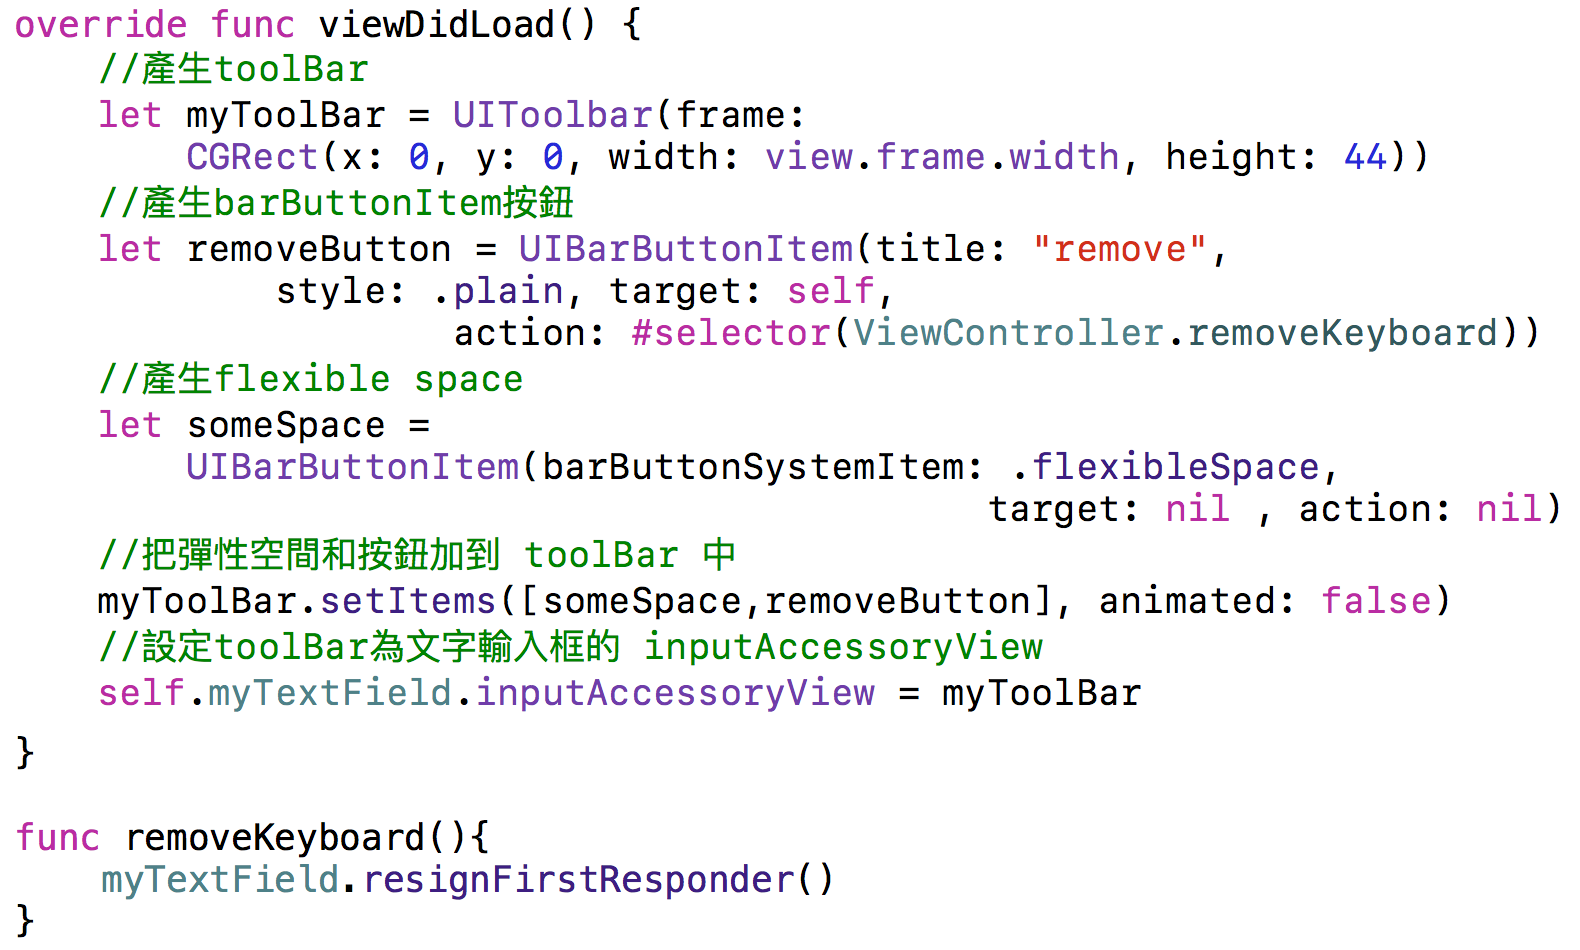 override func viewDidLoad() {
    //產生toolBar
    let myToolBar = UIToolbar(frame:
        CGRect(x: 0, y: 0, width: view.frame.width, height: 44))
    //產生barButtonItem按鈕
    let removeButton = UIBarButtonItem(title: "remove",
            style: .plain, target: self,
                    action: #selector(ViewController.removeKeyboard))
    //產生flexible space
    let someSpace =
        UIBarButtonItem(barButtonSystemItem: .flexibleSpace,
                                            target: nil , action: nil)
    //把彈性空間和按鈕加到 toolBar 中
    myToolBar.setItems([someSpace,removeButton], animated: false)
    //設定toolBar為文字輸入框的 inputAccessoryView
    self.myTextField.inputAccessoryView = myToolBar
}
func removeKeyboard(){
    myTextField.resignFirstResponder()
}